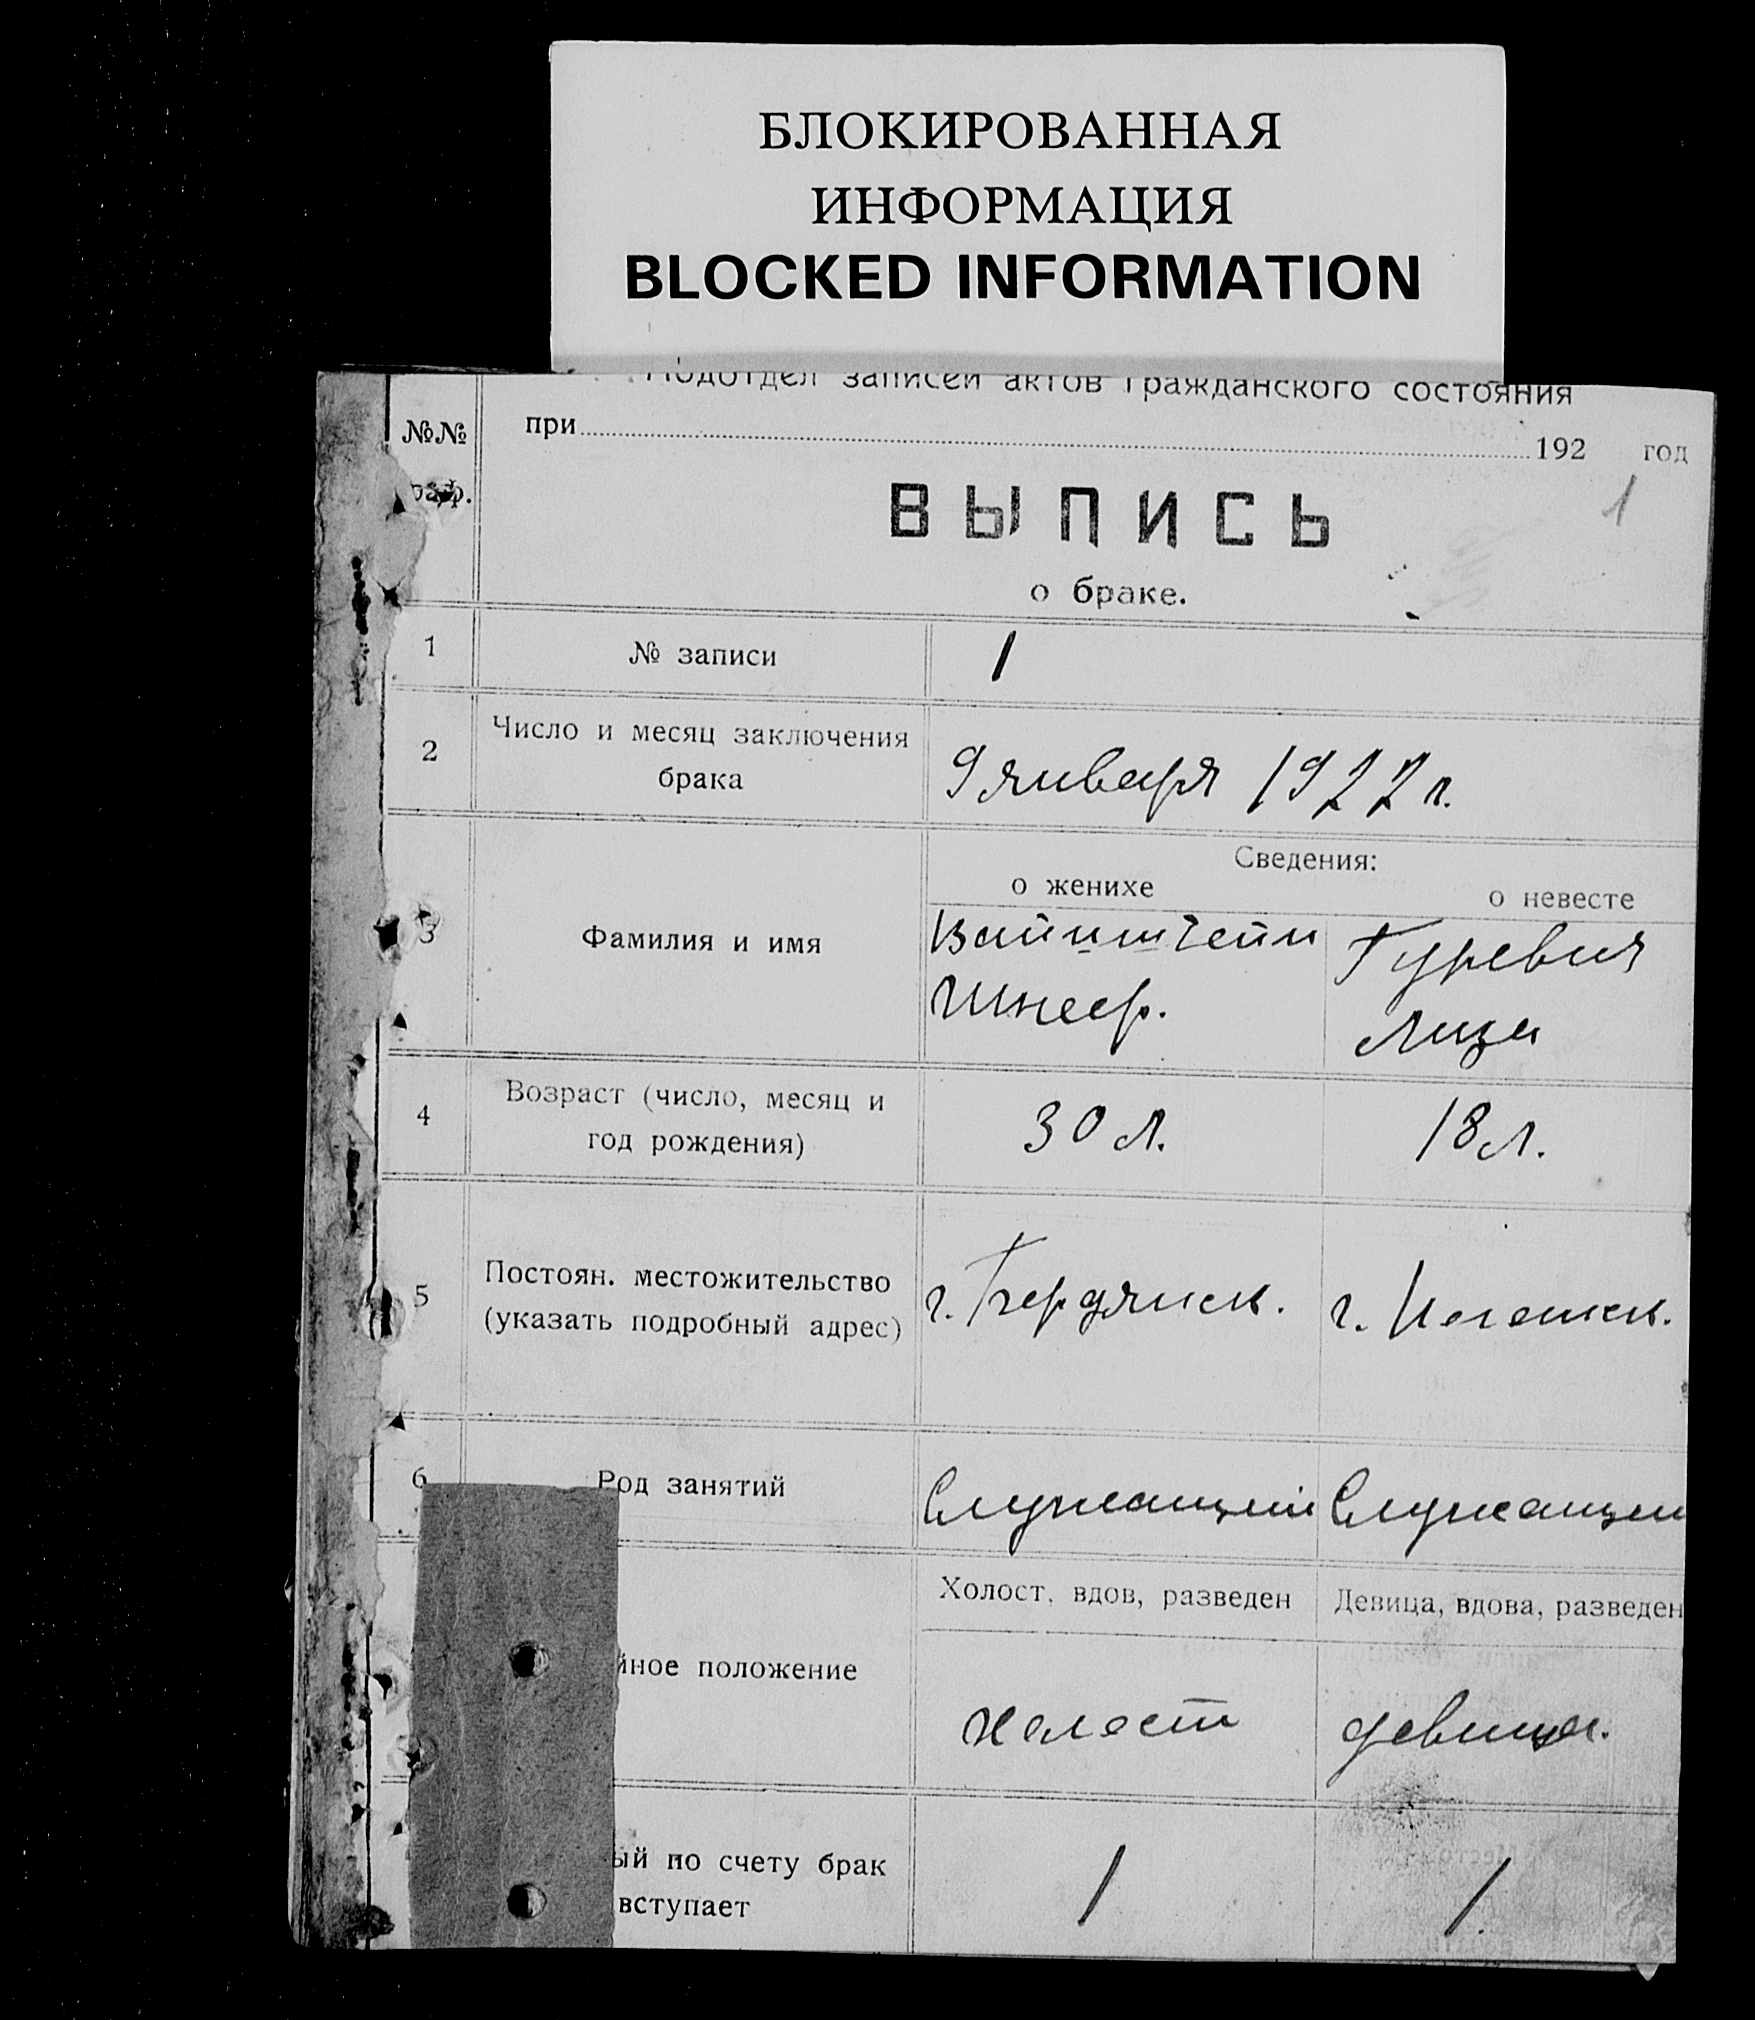 БЛОКИРОВАННАЯ
ИНФОРМАЦИЯ
BLOCKED INFORMATION
Подотдел записей актов гражданского состояния
№№
при 192 год
раф.
1
ВЫПИСЬ
о браке.
1 № записи 1
2 Число и месяц заключения
брака
9 января 1922 г.
Сведения:
о женихе о невесте
3 Фамилия и имя
Вайнштейн Гуревич
Шнеер. Лиза
4 Возраст (число, месяц и
год рождения)
30 л. 18 л.
5 Постоян. местожительство
(указать подробный адрес)
г. Бердянск. г.
6 Род занятий
Служащий Служащая
Холост, вдов, разведен Девица, вдова, разведен
йное положение
холост девица.
ый по счету брак
вступает
1 1